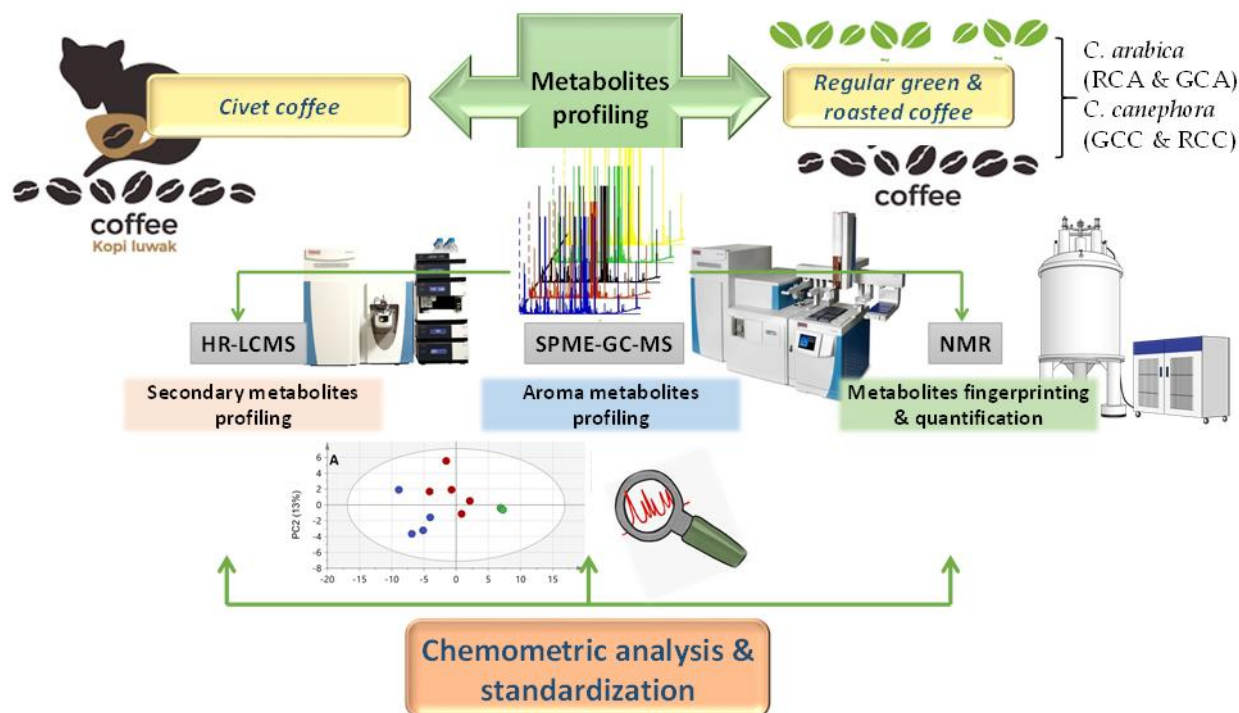 Metabolites
profiling
Civet coffee
Regular green &
roasted coffee
C. arabica
(RCA & GCA)
C. canephora
(GCC & RCC)
coffee
Kopi luwak
coffee
HR-LCMS
SPME-GC-MS
NMR
Secondary metabolites
profiling
Aroma metabolites
profiling
Metabolites fingerprinting
& quantification
A
PC2 (13%)
6
4
2
0
-2
-4
-6
-8
-20 -15 -10 -5 0 5 10 15
Chemometric analysis &
standardization